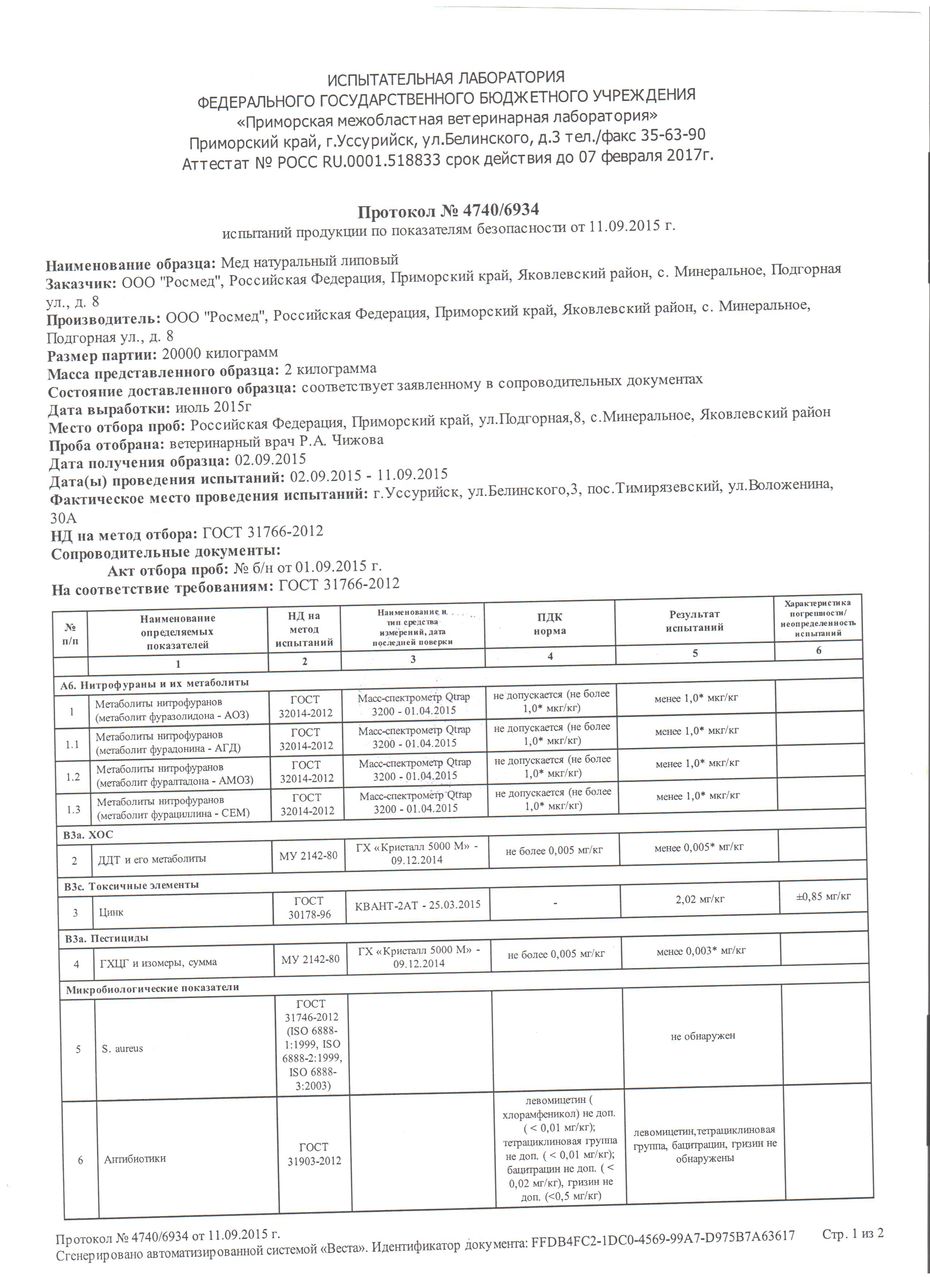 ИСПЫТАТЕЛЬНАЯ ЛАБОРАТОРИЯ
ФЕДЕРАЛЬНОГО ГОСУДАРСТВЕННОГО БЮДЖЕТНОГО УЧРЕЖДЕНИЯ
«Приморская межобластная ветеринарная лаборатория»
Приморский край, г.Уссурийск, ул.Белинского, д.3 тел./факс 35-63-90
Аттестат № РОСС RU.0001.518833 срок действия до 07 февраля 2017г.
Протокол № 4740/6934
испытаний продукции по показателям безопасности от 11.09.2015 г.
Наименование образца: Мед натуральный липовый
Заказчик: ООО "Росмед", Российская Федерация, Приморский край, Яковлевский район, с. Минеральное, Подгорная
ул., д. 8
Производитель: ООО "Росмед", Российская Федерация, Приморский край, Яковлевский район, с. Минеральное,
Подгорная ул., д. 8
Размер партии: 20000 килограмм
Масса представленного образца: 2 килограмма
Состояние доставленного образца: соответствует заявленному в сопроводительных документах
Дата выработки: июль 2015г
Место отбора проб: Российская Федерация, Приморский край, ул.Подгорная,8, с.Минеральное, Яковлевский район
Проба отобрана: ветеринарный врач Р.А. Чижова
Дата получения образца: 02.09.2015
Дата(ы) проведения испытаний: 02.09.2015 - 11.09.2015
Фактическое место проведения испытаний: г.Уссурийск, ул.Белинского,3, пос.Тимирязевский, ул.Воложенина,
30А
НД на метод отбора: ГОСТ 31766-2012
Сопроводительные документы:
Акт отбора проб: № б/н от 01.09.2015 г.
На соответствие требованиям: ГОСТ 31766-2012
№
п/п
Наименование
определяемых
показателей
НД на
метод
испытаний
Наименование и
тип средства
измерений, дата
последней поверки
ПДК
норма
Результат
испытаний
Характеристика
погрешности/
неопределенность
испытаний
1 2 3 4 5 6
А6. Нитрофураны и их метаболиты
1
Метаболиты нитрофуранов
(метаболит фуразолидона - АОЗ)
ГОСТ
32014-2012
Масс-спектрометр Qtrap
3200 - 01.04.2015
не допускается (не более
1,0* мкг/кг)
менее 1,0* мкг/кг
1.1
Метаболиты нитрофуранов
(метаболит фурадонина - АГД)
ГОСТ
32014-2012
Масс-спектрометр Qtrap
3200 - 01.04.2015
не допускается (не более
1,0* мкг/кг)
менее 1,0* мкг/кг
1.2
Метаболиты нитрофуранов
(метаболит фуралтадона - АМОЗ)
ГОСТ
32014-2012
Масс-спектрометр Qtrap
3200 - 01.04.2015
не допускается (не более
1,0* мкг/кг)
менее 1,0* мкг/кг
1.3
Метаболиты нитрофуранов
(метаболит фурациллина - СЕМ)
ГОСТ
32014-2012
Масс-спектрометр Qtrap
3200 - 01.04.2015
не допускается (не более
1,0* мкг/кг)
менее 1,0* мкг/кг
В3а. ХОС
2
ДДТ и его метаболиты
МУ 2142-80
ГХ «Кристалл 5000 М» -
09.12.2014
не более 0,005 мг/кг
менее 0,005* мг/кг
В3с. Токсичные элементы
3
Цинк
ГОСТ
30178-96
КВАНТ-2АТ - 25.03.2015
-
2,02 мг/кг
±0,85 мг/кг
В3а. Пестициды
4
ГХЦГ и изомеры, сумма
МУ 2142-80
ГХ «Кристалл 5000 М» -
09.12.2014
не более 0,005 мг/кг
менее 0,003* мг/кг
Микробиологические показатели
5
S. aureus
ГОСТ
31746-2012
(ISO 6888-
1:1999, ISO
6888-2:1999,
ISO 6888-
3:2003)
не обнаружен
6
Антибиотики
ГОСТ
31903-2012
левомицетин (
хлорамфеникол) не доп.
( < 0,01 мг/кг);
тетрациклиновая группа
не доп. ( < 0,01 мг/кг);
бацитрацин не доп. ( <
0,02 мг/кг), гризин не
доп. (<0,5 мг/кг)
левомицетин,тетрациклиновая
группа, бацитрацин, гризин не
обнаружены
Протокол № 4740/6934 от 11.09.2015 г.
Сгенерировано автоматизированной системой «Веста». Идентификатор документа: FFDB4FC2-1DC0-4569-99A7-D975B7A63617 Стр. 1 из 2